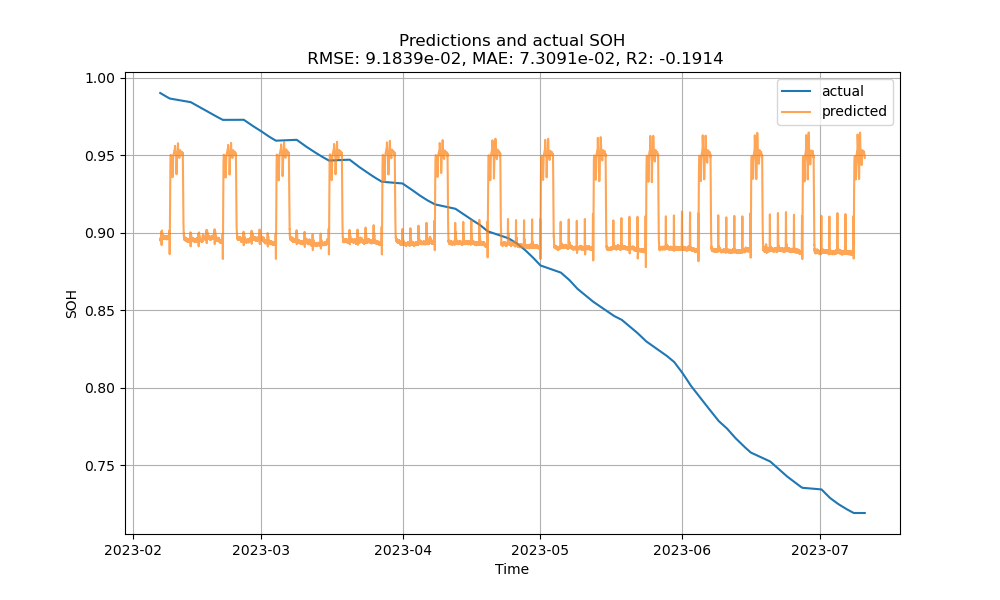 Predictions and actual SOH
RMSE: 9.1839e-02, MAE: 7.3091e-02, R2: -0.1914
actual
predicted
1.00
0.95
0.90
0.85
0.80
0.75
SOH
2023-02 2023-03 2023-04 2023-05 2023-06 2023-07
Time